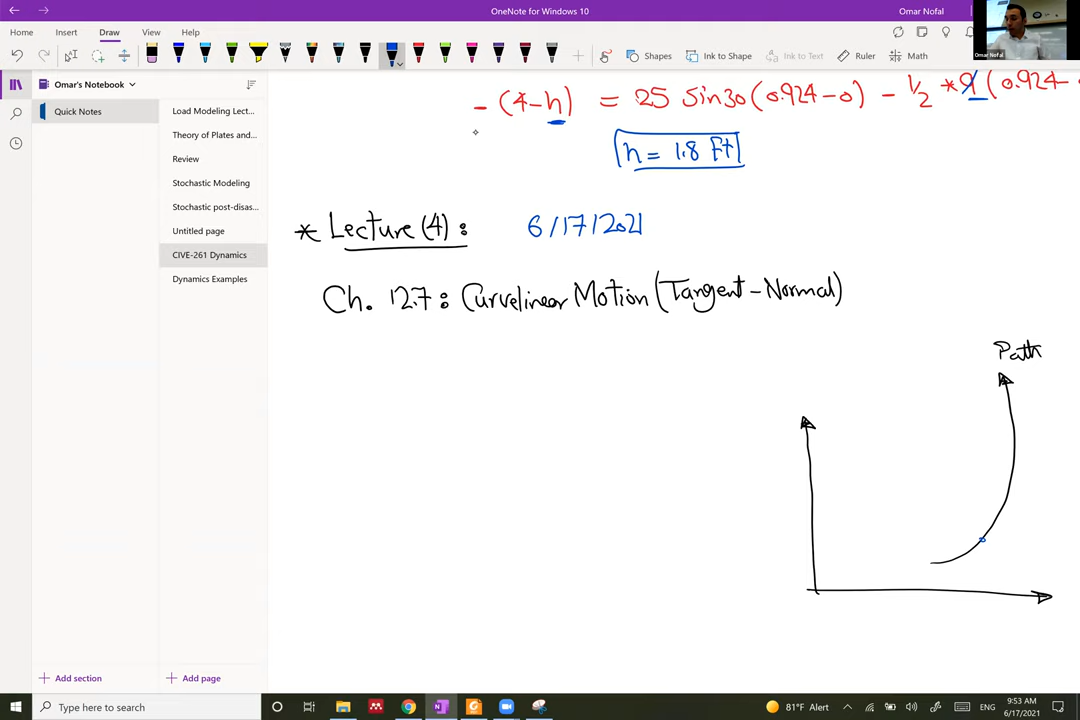 OneNote for Windows 10
Omar Nofal
Home Insert Draw View Help
Shapes Ink to Shape Ink to Text Ruler Math
Omar Nofal
Omar's Notebook
Quick Notes
Load Modeling Lect...
Theory of Plates and...
Review
Stochastic Modeling
Stochastic post-disas...
Untitled page
CIVE-261 Dynamics
Dynamics Examples
- (4-h) = 25 sin30 (0.924-0) - 1/2 * (0.924-
h = 1.8 Ft
* Lecture (4) : 6/17/2021
Ch. 12.7 : Curvelinear Motion (Tangent-Normal)
Path
+ Add section
+ Add page
Type here to search
81°F Alert
ENG
9:53 AM
6/17/2021